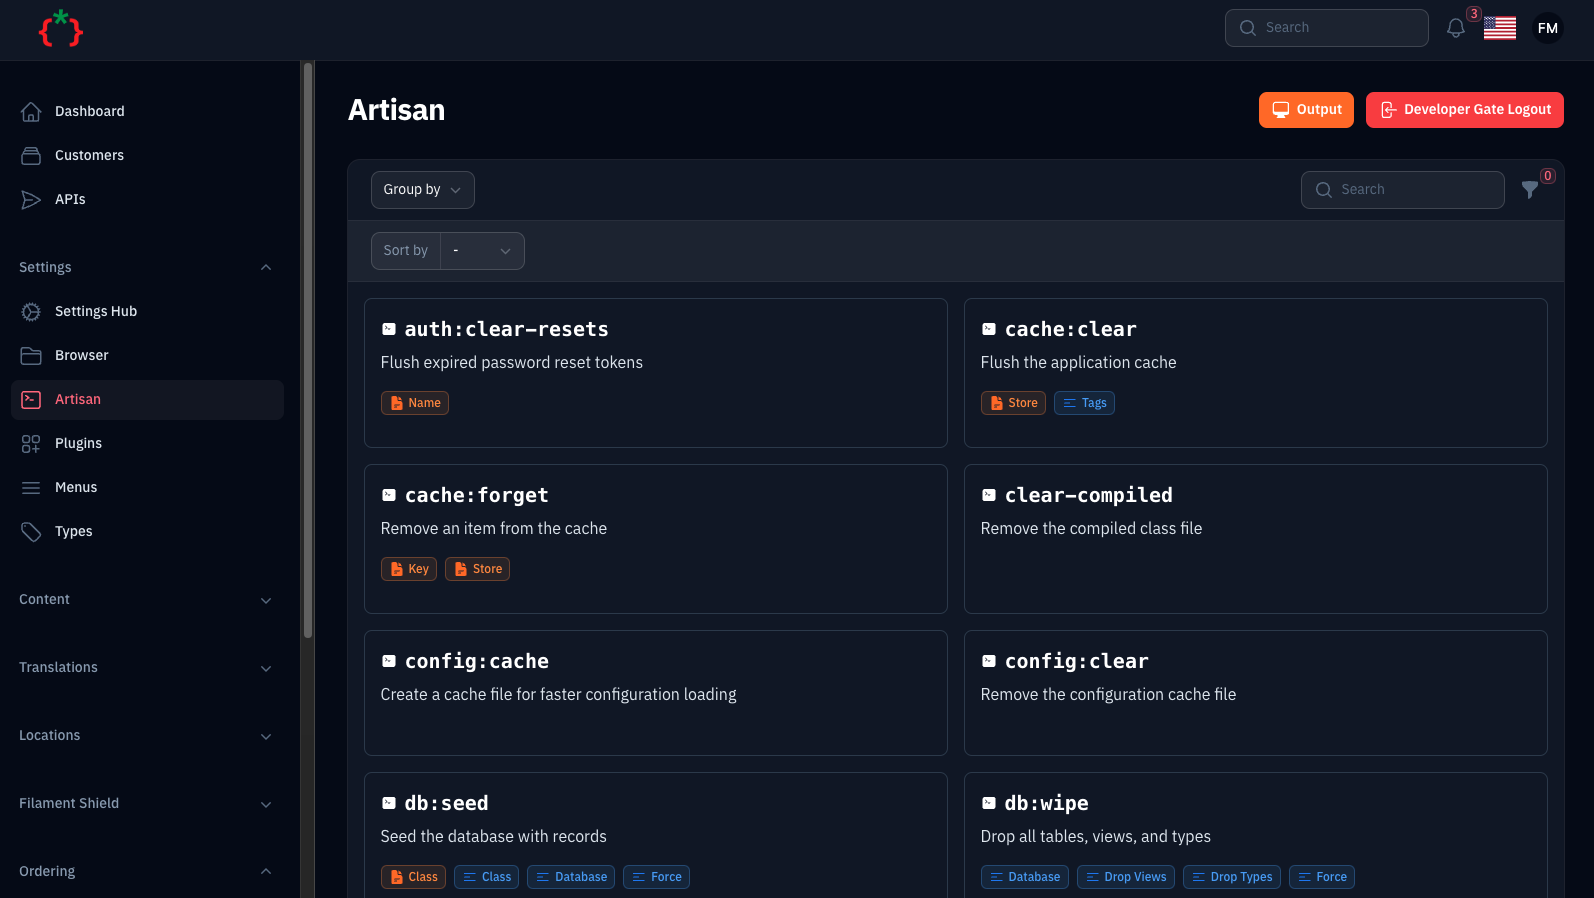 Search
3
FM
Dashboard
Customers
APIs
Settings
Settings Hub
Browser
Artisan
Plugins
Menus
Types
Content
Translations
Locations
Filament Shield
Ordering
Artisan
Output
Developer Gate Logout
Group by
Search
0
Sort by
-
auth:clear-resets
Flush expired password reset tokens
Name
cache:clear
Flush the application cache
Store Tags
cache:forget
Remove an item from the cache
Key Store
clear-compiled
Remove the compiled class file
config:cache
Create a cache file for faster configuration loading
config:clear
Remove the configuration cache file
db:seed
Seed the database with records
Class Class Database Force
db:wipe
Drop all tables, views, and types
Database Drop Views Drop Types Force